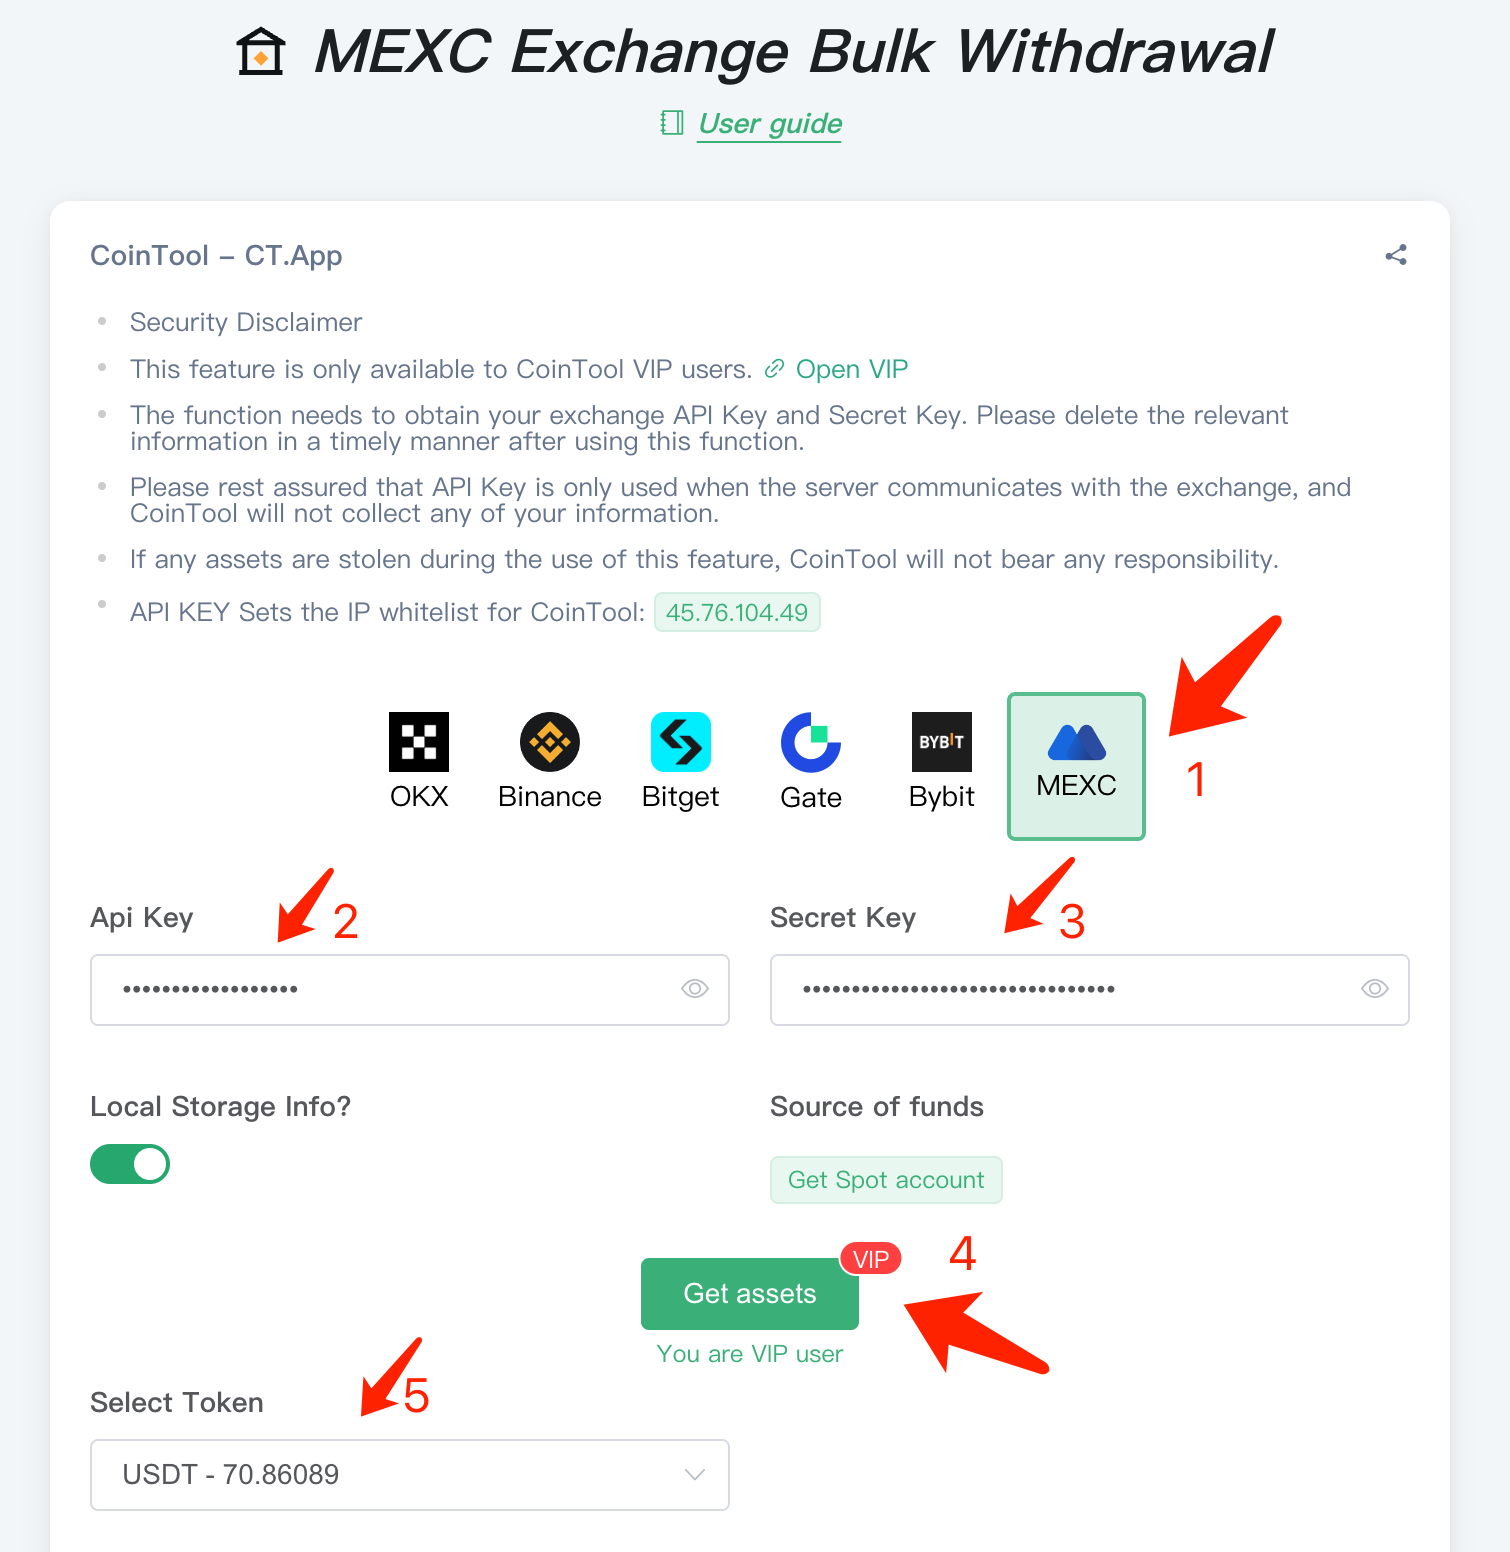 MEXC Exchange Bulk Withdrawal
User guide
CoinTool – CT.App
Security Disclaimer
This feature is only available to CoinTool VIP users. Open VIP
The function needs to obtain your exchange API Key and Secret Key. Please delete the relevant
information in a timely manner after using this function.
Please rest assured that API Key is only used when the server communicates with the exchange, and
CoinTool will not collect any of your information.
If any assets are stolen during the use of this feature, CoinTool will not bear any responsibility.
API KEY Sets the IP whitelist for CoinTool: 45.76.104.49
BYBIT
OKX Binance Bitget Gate Bybit MEXC
1
Api Key 2 Secret Key 3
Local Storage Info? Source of funds
Get Spot account
VIP 4
Get assets
You are VIP user
Select Token 5
USDT - 70.86089